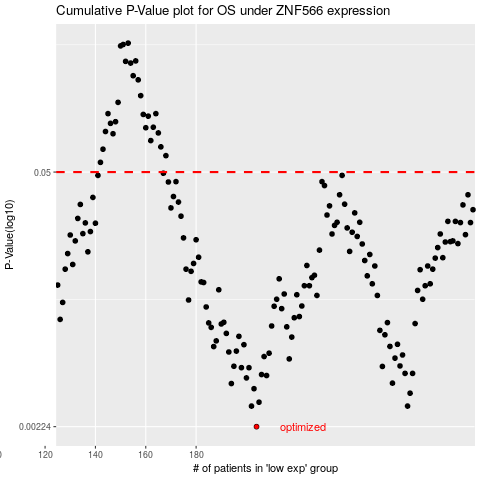 Cumulative P-Value plot for OS under ZNF566 expression
P-Value(log10)
0.05
0.00224
optimized
0 120 140 160 180
# of patients in 'low exp' group